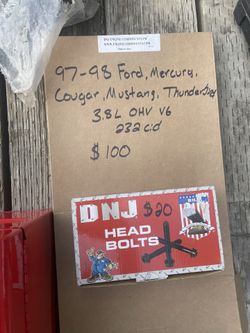 97-98 Ford, Mercury,
Cougar, Mustang, Thunderbird
3.8L OHV V6
232 cid
$100
DNJ $20
HEAD
BOLTS